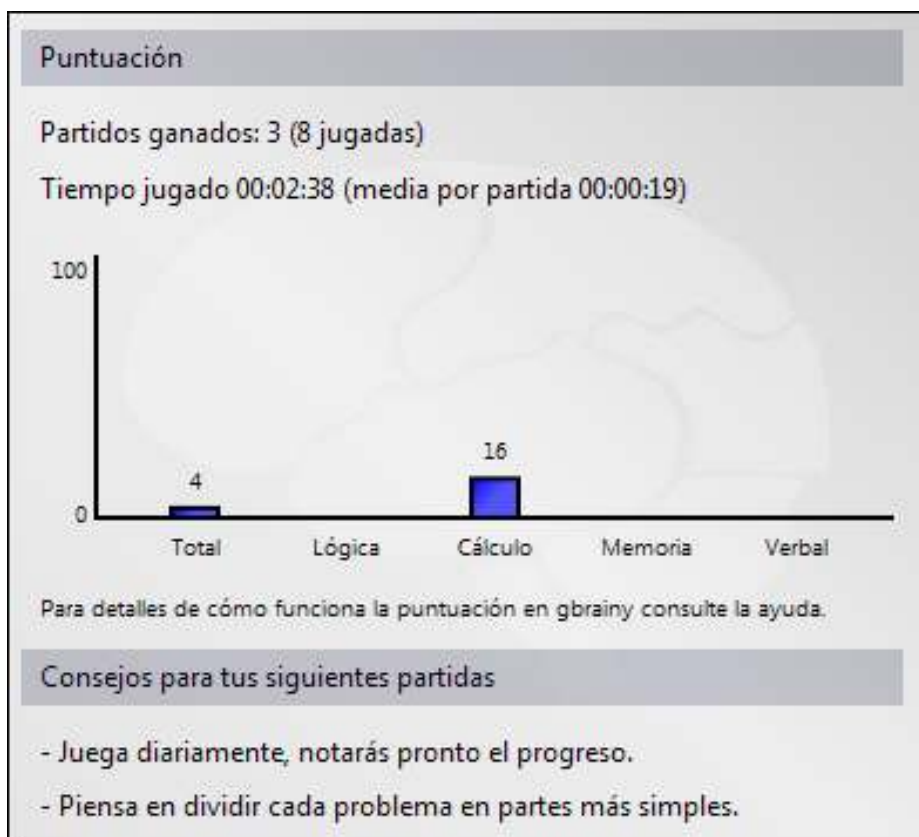 Puntuación
Partidos ganados: 3 (8 jugadas)
Tiempo jugado 00:02:38 (media por partida 00:00:19)
100
16
4
0
Total Lógica Cálculo Memoria Verbal
Para detalles de cómo funciona la puntuación en gbrainy consulte la ayuda.
Consejos para tus siguientes partidas
- Juega diariamente, notarás pronto el progreso.
- Piensa en dividir cada problema en partes más simples.